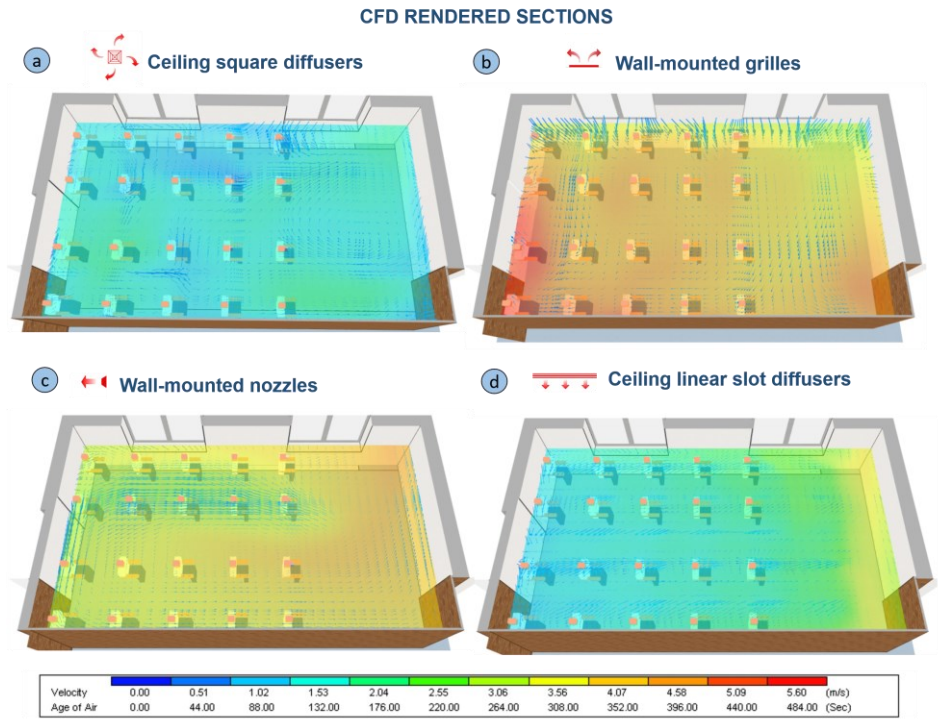 CFD RENDERED SECTIONS
a Ceiling square diffusers
b Wall-mounted grilles
c Wall-mounted nozzles
d Ceiling linear slot diffusers
Velocity 0.00 0.51 1.02 1.53 2.04 2.55 3.06 3.56 4.07 4.58 5.09 5.60 (m/s)
Age of Air 0.00 44.00 88.00 132.00 176.00 220.00 264.00 308.00 352.00 396.00 440.00 484.00 (Sec)